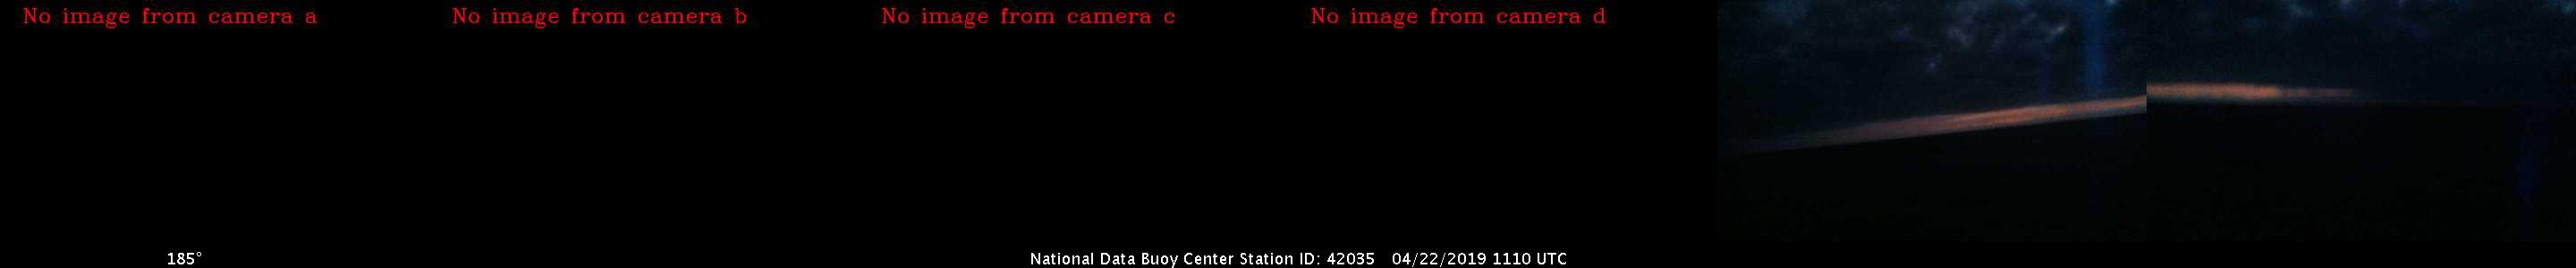 No image from camera a
No image from camera b
No image from camera c
No image from camera d
185°
National Data Buoy Center Station ID: 42035 04/22/2019 1110 UTC